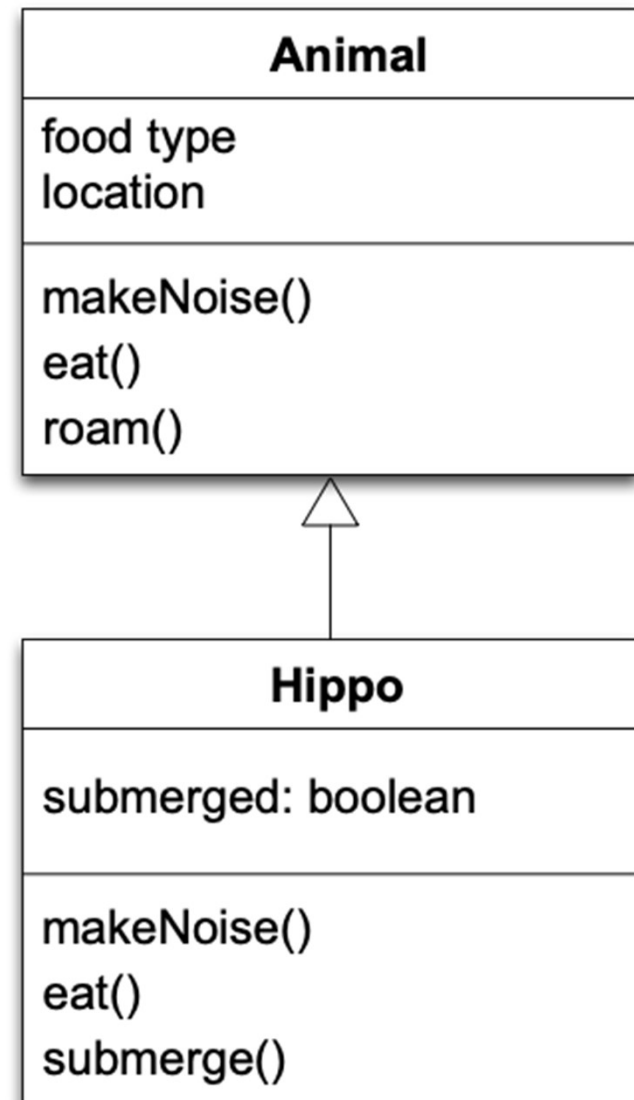 Animal
food type
location
makeNoise()
eat()
roam()
Hippo
submerged: boolean
makeNoise()
eat()
submerge()